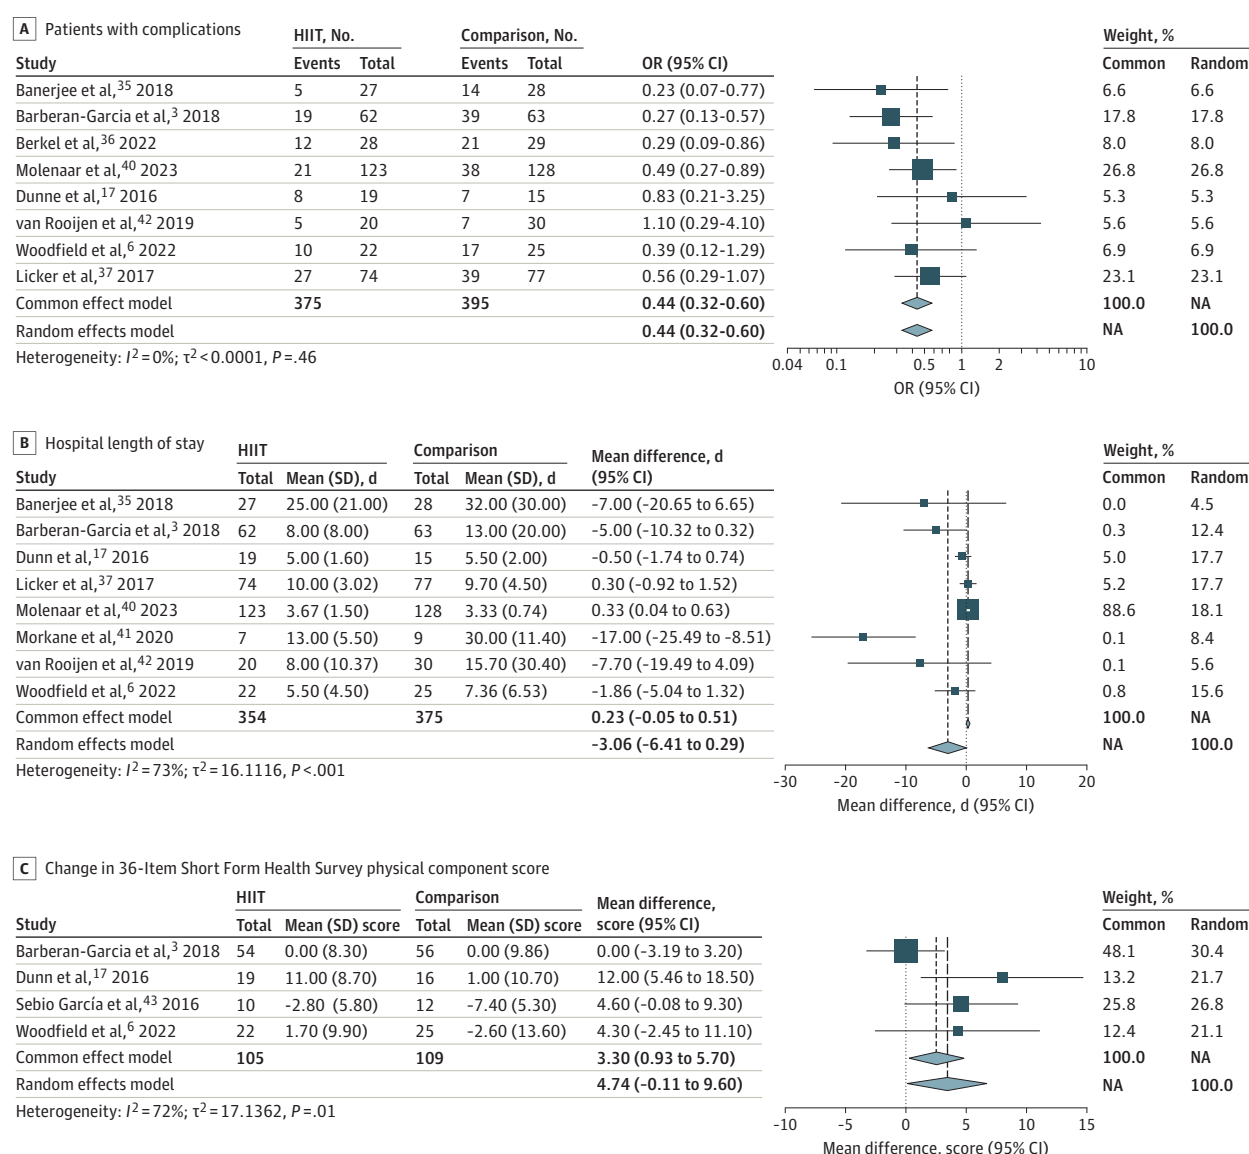 A Patients with complications
HIIT, No. Comparison, No. Weight, %
Study Events Total Events Total OR (95% CI) Common Random
Banerjee et al,35 2018 5 27 14 28 0.23 (0.07-0.77) 6.6 6.6
Barberan-Garcia et al,3 2018 19 62 39 63 0.27 (0.13-0.57) 17.8 17.8
Berkel et al,36 2022 12 28 21 29 0.29 (0.09-0.86) 8.0 8.0
Molenaar et al,40 2023 21 123 38 128 0.49 (0.27-0.89) 26.8 26.8
Dunne et al,17 2016 8 19 7 15 0.83 (0.21-3.25) 5.3 5.3
van Rooijen et al,42 2019 5 20 7 30 1.10 (0.29-4.10) 5.6 5.6
Woodfield et al,6 2022 10 22 17 25 0.39 (0.12-1.29) 6.9 6.9
Licker et al,37 2017 27 74 39 77 0.56 (0.29-1.07) 23.1 23.1
Common effect model 375 395 0.44 (0.32-0.60) 100.0 NA
Random effects model 0.44 (0.32-0.60) NA 100.0
Heterogeneity: I2=0%; τ2<0.0001, P=.46
0.04 0.1 0.5 1 2 10
OR (95% CI)
B Hospital length of stay
HIIT Comparison Mean difference, d Weight, %
Study Total Mean (SD), d Total Mean (SD), d (95% CI) Common Random
Banerjee et al,35 2018 27 25.00 (21.00) 28 32.00 (30.00) -7.00 (-20.65 to 6.65) 0.0 4.5
Barberan-Garcia et al,3 2018 62 8.00 (8.00) 63 13.00 (20.00) -5.00 (-10.32 to 0.32) 0.3 12.4
Dunn et al,17 2016 19 5.00 (1.60) 15 5.50 (2.00) -0.50 (-1.74 to 0.74) 5.0 17.7
Licker et al,37 2017 74 10.00 (3.02) 77 9.70 (4.50) 0.30 (-0.92 to 1.52) 5.2 17.7
Molenaar et al,40 2023 123 3.67 (1.50) 128 3.33 (0.74) 0.33 (0.04 to 0.63) 88.6 18.1
Morkane et al,41 2020 7 13.00 (5.50) 9 30.00 (11.40) -17.00 (-25.49 to -8.51) 0.1 8.4
van Rooijen et al,42 2019 20 8.00 (10.37) 30 15.70 (30.40) -7.70 (-19.49 to 4.09) 0.1 5.6
Woodfield et al,6 2022 22 5.50 (4.50) 25 7.36 (6.53) -1.86 (-5.04 to 1.32) 0.8 15.6
Common effect model 354 375 0.23 (-0.05 to 0.51) 100.0 NA
Random effects model -3.06 (-6.41 to 0.29) NA 100.0
Heterogeneity: I2=73%; τ2=16.1116, P<.001
-30 -20 -10 0 10 20
Mean difference, d (95% CI)
C Change in 36-Item Short Form Health Survey physical component score
HIIT Comparison Mean difference, Weight, %
Study Total Mean (SD) score Total Mean (SD) score score (95% CI) Common Random
Barberan-Garcia et al,3 2018 54 0.00 (8.30) 56 0.00 (9.86) 0.00 (-3.19 to 3.20) 48.1 30.4
Dunn et al,17 2016 19 11.00 (8.70) 16 1.00 (10.70) 12.00 (5.46 to 18.50) 13.2 21.7
Sebio García et al,43 2016 10 -2.80 (5.80) 12 -7.40 (5.30) 4.60 (-0.08 to 9.30) 25.8 26.8
Woodfield et al,6 2022 22 1.70 (9.90) 25 -2.60 (13.60) 4.30 (-2.45 to 11.10) 12.4 21.1
Common effect model 105 109 3.30 (0.93 to 5.70) 100.0 NA
Random effects model 4.74 (-0.11 to 9.60) NA 100.0
Heterogeneity: I2=72%; τ2=17.1362, P=.01
-10 -5 0 5 10 15
Mean difference, score (95% CI)